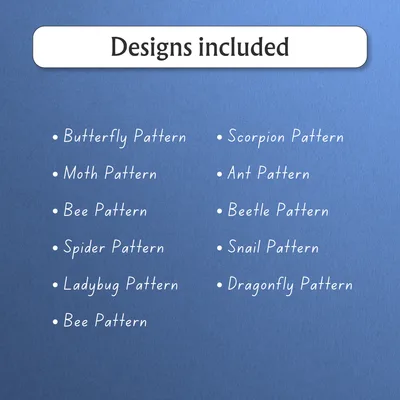 Designs included
• Butterfly Pattern
• Moth Pattern
• Bee Pattern
• Spider Pattern
• Ladybug Pattern
• Bee Pattern
• Scorpion Pattern
• Ant Pattern
• Beetle Pattern
• Snail Pattern
• Dragonfly Pattern